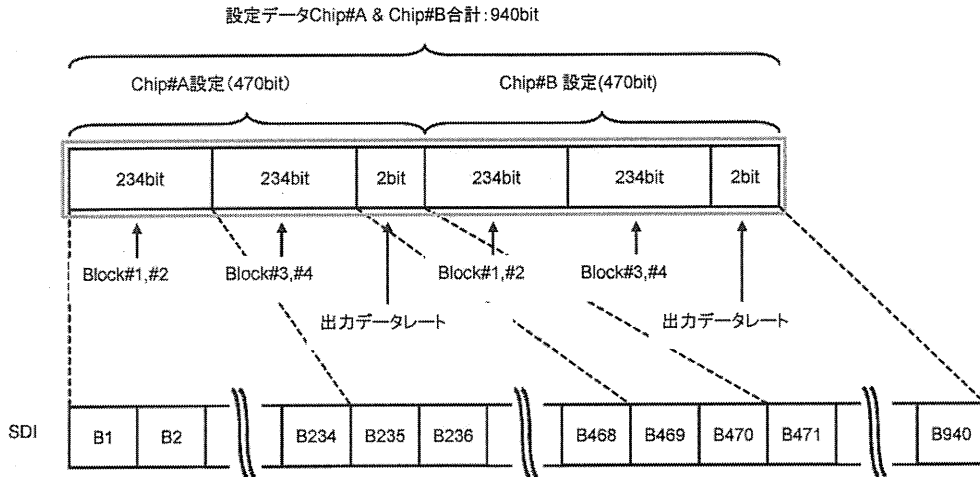 設定データChip#A & Chip#B合計:940bit
Chip#A設定(470bit)
Chip#B 設定(470bit)
234bit
234bit
2bit
234bit
234bit
2bit
Block#1,#2
Block#3,#4
Block#1,#2
Block#3,#4
出力データレート
出力データレート
SDI
B1
B2
B234
B235
B236
B468
B469
B470
B471
B940